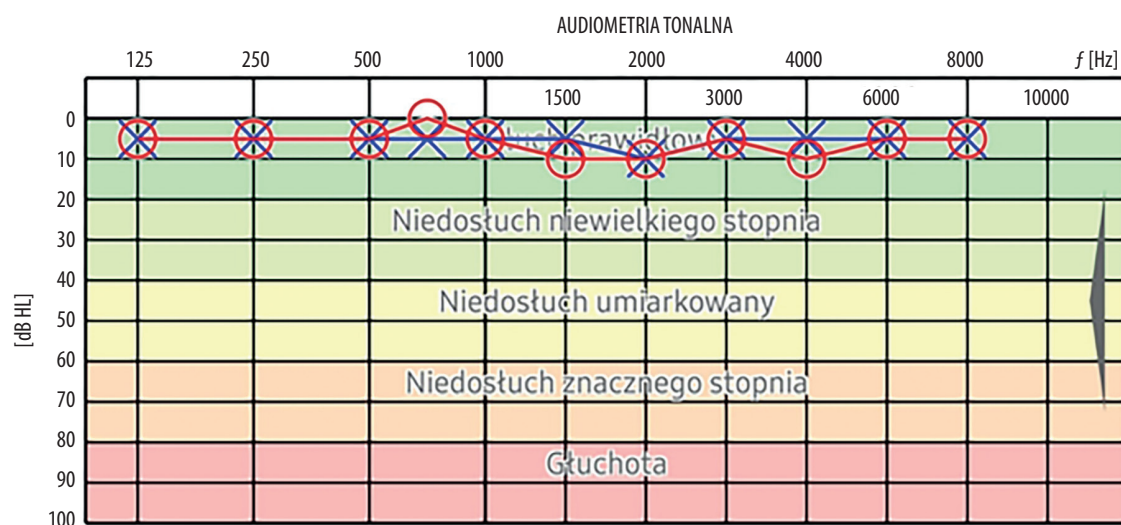 AUDIOMETRIA TONALNA
125 250 500 1000 2000 4000 8000 f [Hz]
1500 3000 6000 10000
0
10
20
Niedosłuch niewielkiego stopnia
30
40
Niedosłuch umiarkowany
50
60
Niedosłuch znacznego stopnia
70
80
Głuchota
90
100
[dB HL]